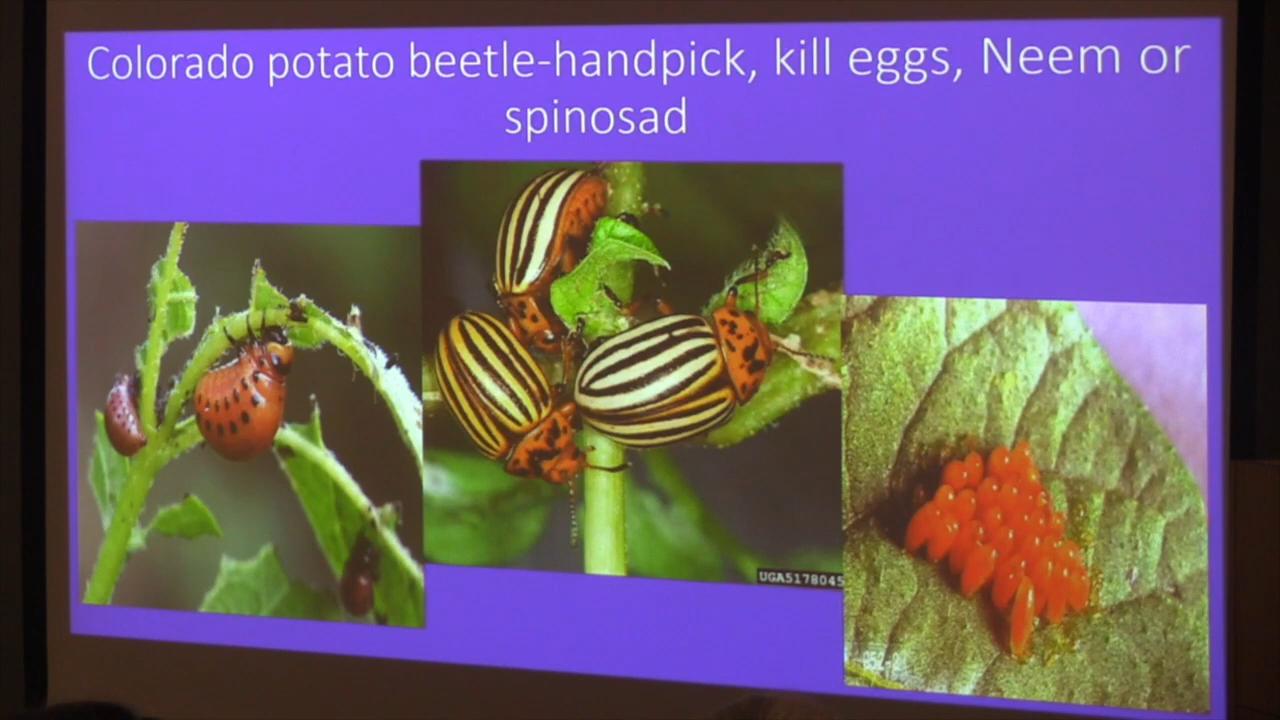 Colorado potato beetle-handpick, kill eggs, Neem or
spinosad
UGA5178045